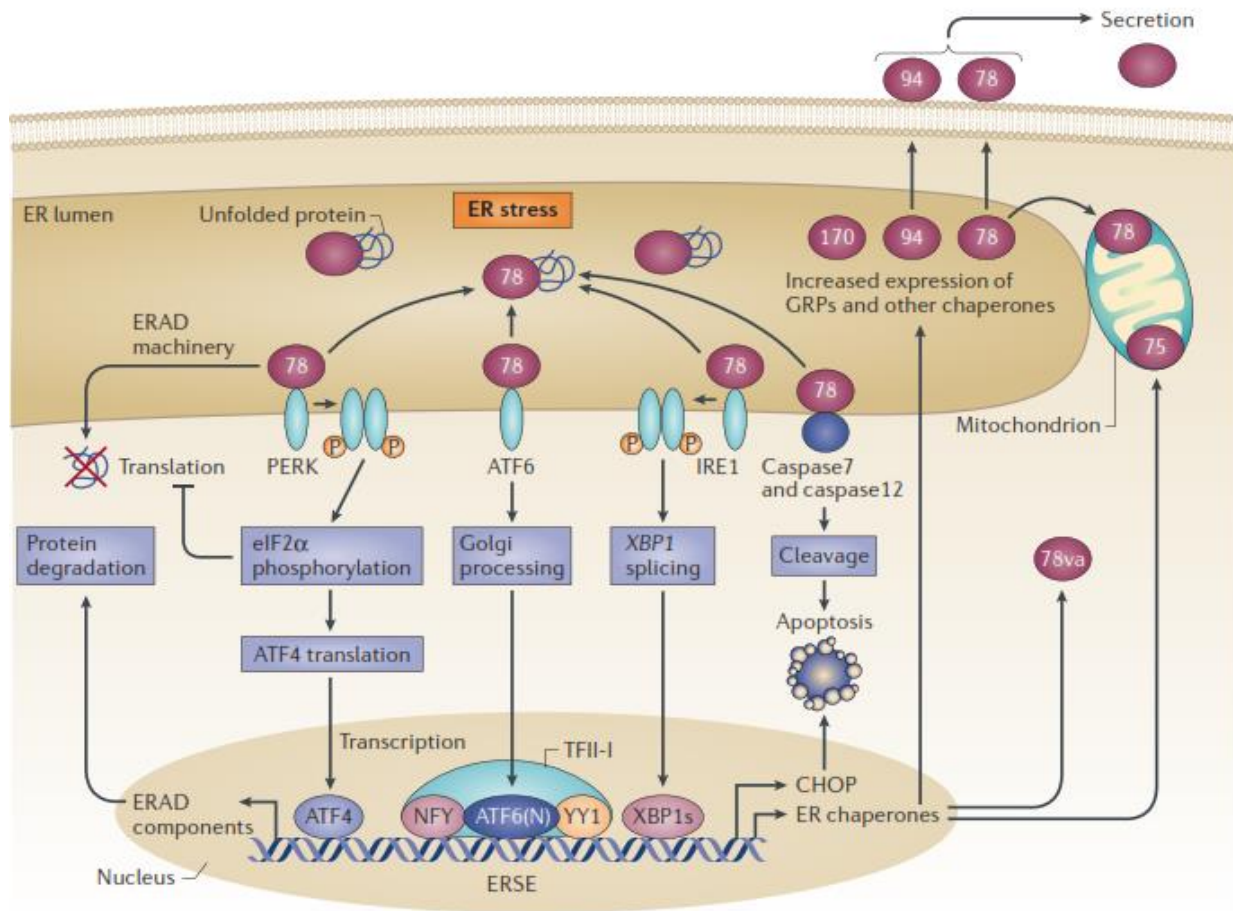 Secretion
94
78
ER lumen
Unfolded protein
ER stress
170
94
78
78
78
Increased expression of
GRPs and other chaperones
ERAD
machinery
78
78
78
78
75
Mitochondrion
P
P
P
P
Translation
PERK
ATF6
IRE1
Caspase7
and caspase12
Protein
degradation
eIF2α
phosphorylation
Golgi
processing
XBP1
splicing
Cleavage
78va
ATF4 translation
Apoptosis
Transcription
TFII-I
CHOP
ERAD
components
ATF4
NFY
ATF6(N)
YY1
XBP1s
ER chaperones
Nucleus
ERSE